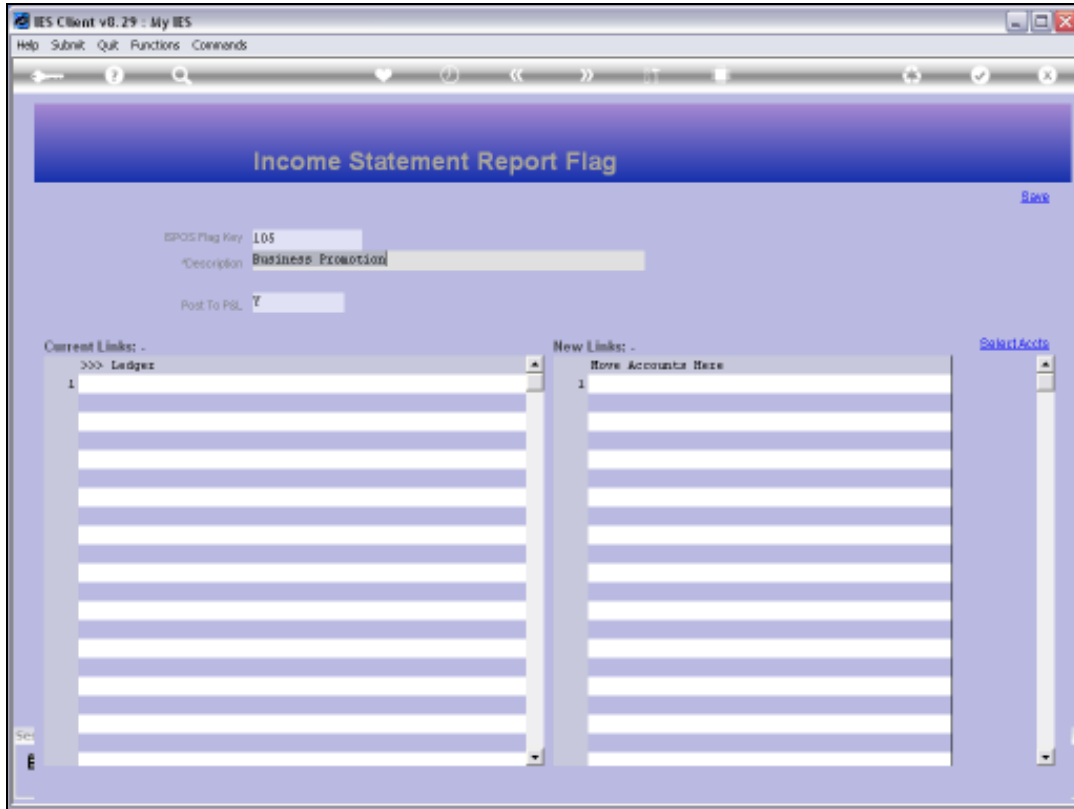 IES Client v8.29 : My IES
Help Submit Quit Functions Commands
Income Statement Report Flag
Save
ISPOS Flag Key 105
*Description Business Promotion
Post To P&L Y
Current Links: -
New Links: -
Select Accts
>>> Ledger
Move Accounts Here
1
1